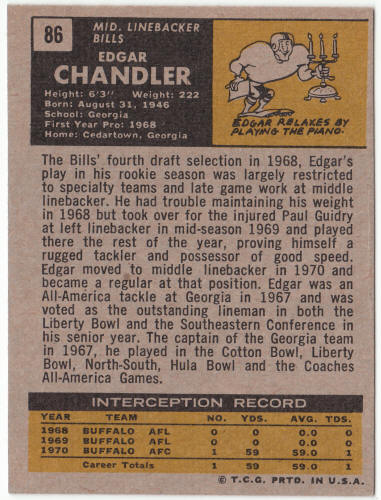 86
MID. LINEBACKER
BILLS
EDGAR
CHANDLER
Height: 6'3" Weight: 222
Born: August 31, 1946
School: Georgia
First Year Pro: 1968
Home: Cedartown, Georgia
EDGAR RELAXES BY
PLAYING THE PIANO.
The Bills' fourth draft selection in 1968, Edgar's
play in his rookie season was largely restricted
to specialty teams and late game work at middle
linebacker. He had trouble maintaining his weight
in 1968 but took over for the injured Paul Guidry
at left linebacker in mid-season 1969 and played
there the rest of the year, proving himself a
rugged tackler and possessor of good speed.
Edgar moved to middle linebacker in 1970 and
became a regular at that position. Edgar was an
All-America tackle at Georgia in 1967 and was
voted as the outstanding lineman in both the
Liberty Bowl and the Southeastern Conference in
his senior year. The captain of the Georgia team
in 1967, he played in the Cotton Bowl, Liberty
Bowl, North-South, Hula Bowl and the Coaches
All-America Games.
INTERCEPTION RECORD
YEAR TEAM NO. YDS. AVG. TDS.
1968 BUFFALO AFL 0 0 0.0 0
1969 BUFFALO AFL 0 0 0.0 0
1970 BUFFALO AFC 1 59 59.0 1
Career Totals 1 59 59.0 1
© T.C.G. PRTD. IN U.S.A.